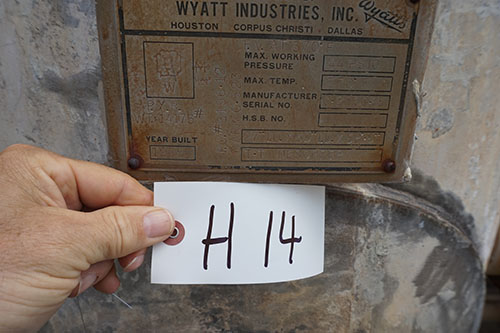 WYATT INDUSTRIES, INC. Wyatt
HOUSTON CORPUS CHRISTI DALLAS
MAX. WORKING
PRESSURE
MAX. TEMP.
MANUFACTURER
SERIAL NO.
H.S.B. NO.
W
YEAR BUILT
H 14